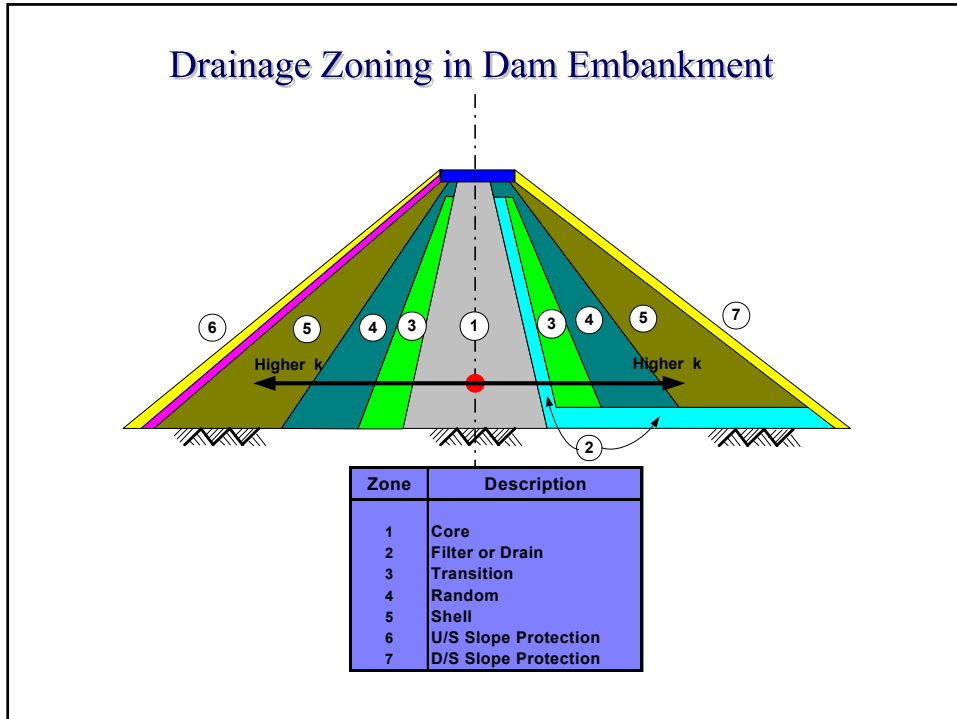 Drainage Zoning in Dam Embankment
6 5 4 3 1 3 4 5 7
Higher k Higher k
2
Zone Description
1 Core
2 Filter or Drain
3 Transition
4 Random
5 Shell
6 U/S Slope Protection
7 D/S Slope Protection